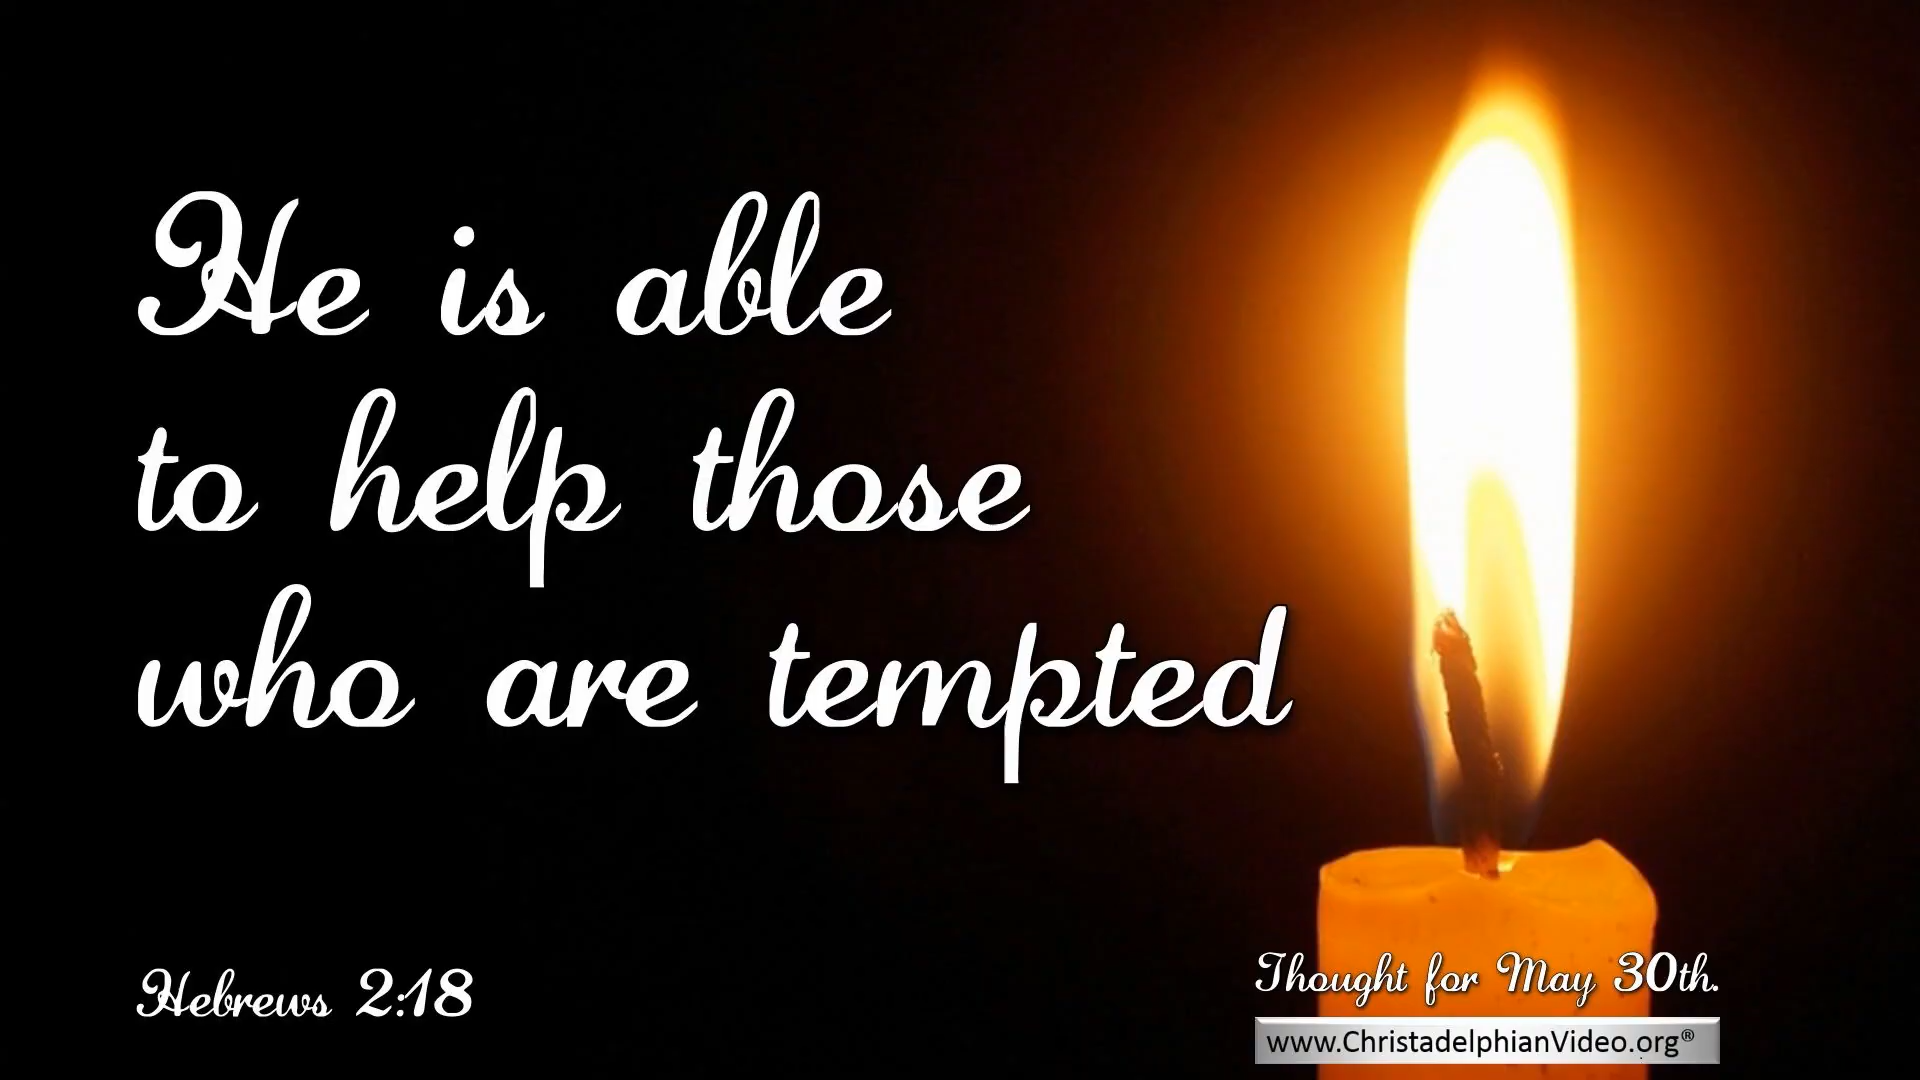 He is able
to help those
who are tempted
Hebrews 2:18
Thought for May 30th.
www.ChristadelphianVideo.org®